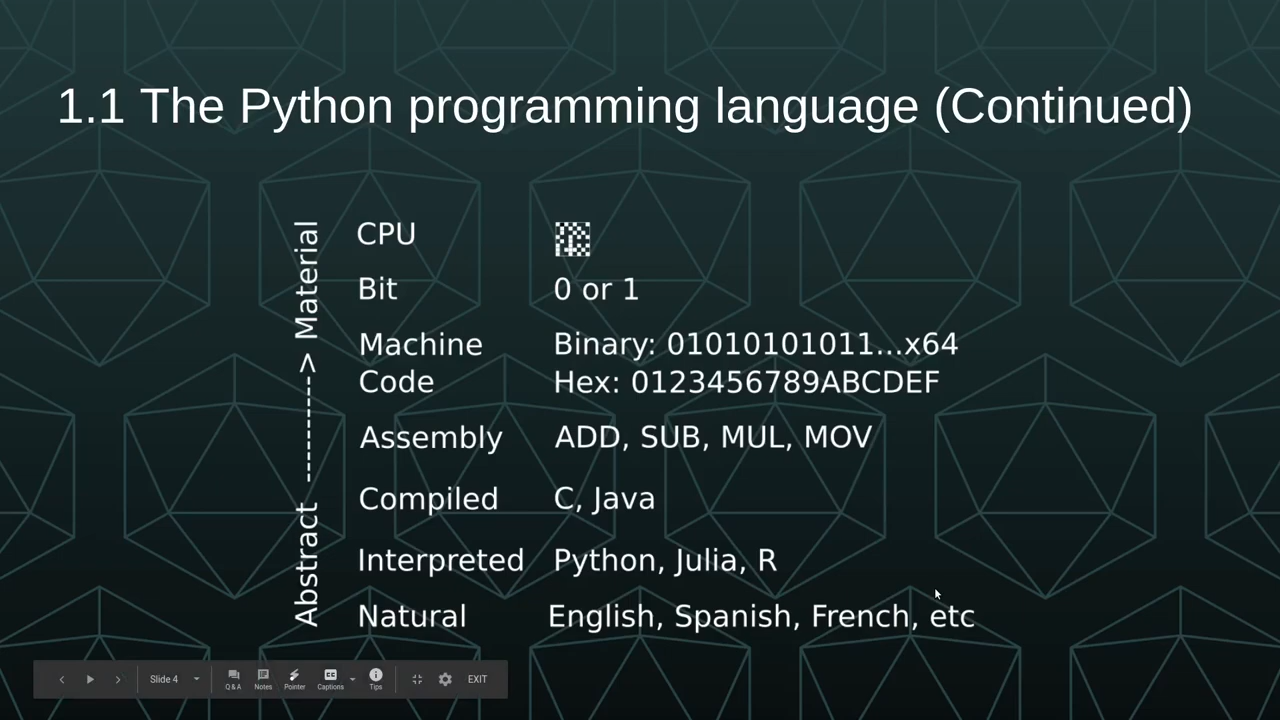 1.1 The Python programming language (Continued)
Abstract ----------> Material
CPU
Bit 0 or 1
Machine Binary: 01010101011...x64
Code Hex: 0123456789ABCDEF
Assembly ADD, SUB, MUL, MOV
Compiled C, Java
Interpreted Python, Julia, R
Natural English, Spanish, French, etc
Slide 4 Q & A Notes Pointer Captions Tips EXIT